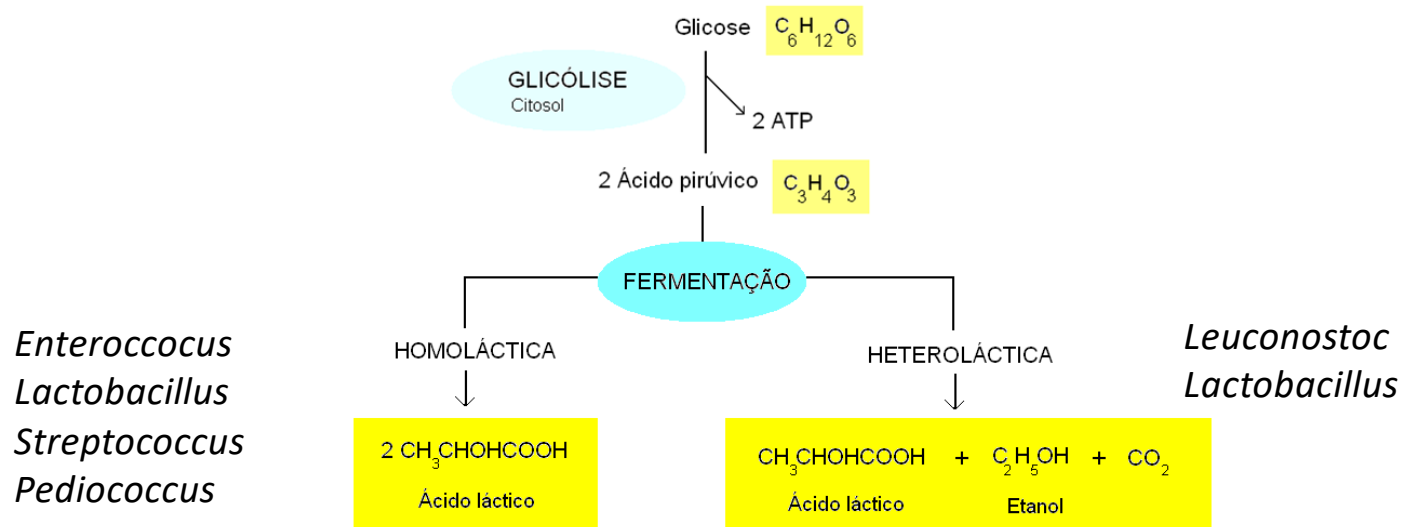 Glicose C6H12O6
GLICÓLISE
Citosol
2 ATP
2 Ácido pirúvico C3H4O3
FERMENTAÇÃO
HOMOLÁCTICA
HETEROLÁCTICA
Enteroccocus
Lactobacillus
Streptococcus
Pediococcus
Leuconostoc
Lactobacillus
2 CH3CHOHCOOH
Ácido láctico
CH3CHOHCOOH + C2H5OH + CO2
Ácido láctico Etanol